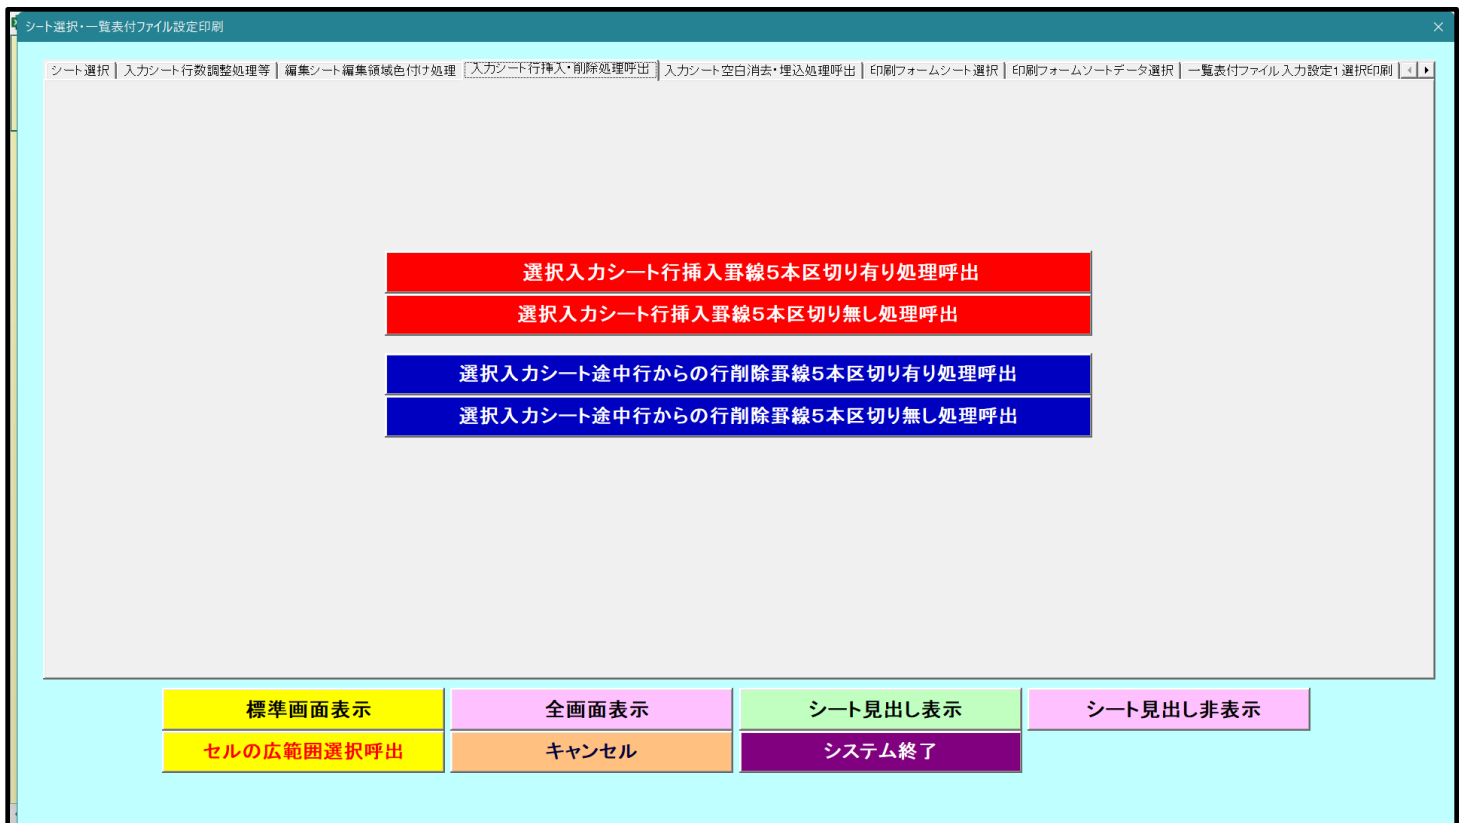 シート選択・一覧表付ファイル設定印刷
シート選択
入力シート行数調整処理等
編集シート編集領域色付け処理
入力シート行挿入・削除処理呼出
入力シート空白消去・埋込処理呼出
印刷フォームシート選択
印刷フォームソートデータ選択
一覧表付ファイル入力設定1選択印刷
選択入力シート行挿入罫線5本区切り有り処理呼出
選択入力シート行挿入罫線5本区切り無し処理呼出
選択入力シート途中行からの行削除罫線5本区切り有り処理呼出
選択入力シート途中行からの行削除罫線5本区切り無し処理呼出
標準画面表示
全画面表示
シート見出し表示
シート見出し非表示
セルの広範囲選択呼出
キャンセル
システム終了